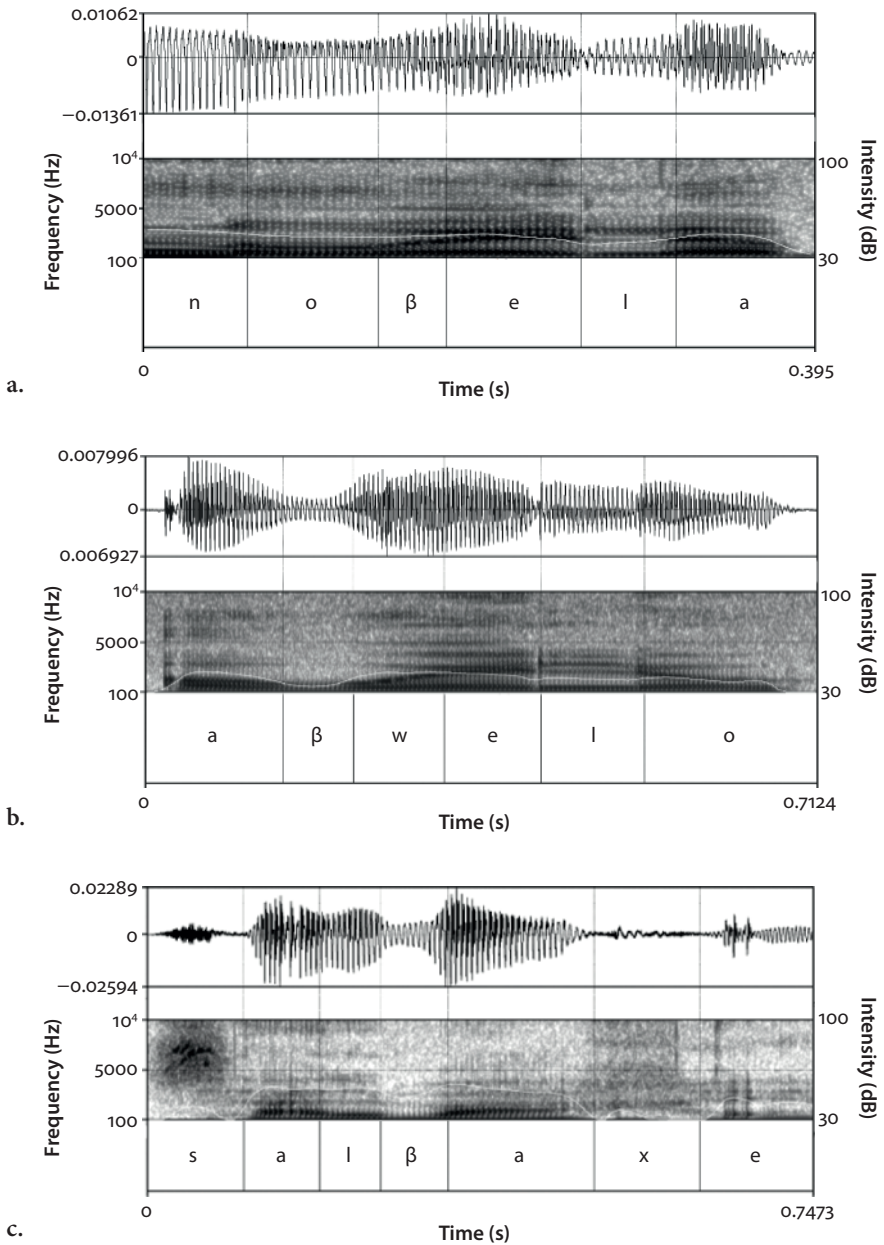 0.01062
0
−0.01361
Frequency (Hz)
10⁴
5000
100
100
30
Intensity (dB)
n o β e l a
0 0.395
Time (s)
a.
0.007996
0
0.006927
Frequency (Hz)
10⁴
5000
100
100
30
Intensity (dB)
a β w e l o
0 0.7124
Time (s)
b.
0.02289
0
−0.02594
Frequency (Hz)
10⁴
5000
100
100
30
Intensity (dB)
s a l β a x e
0 0.7473
Time (s)
c.